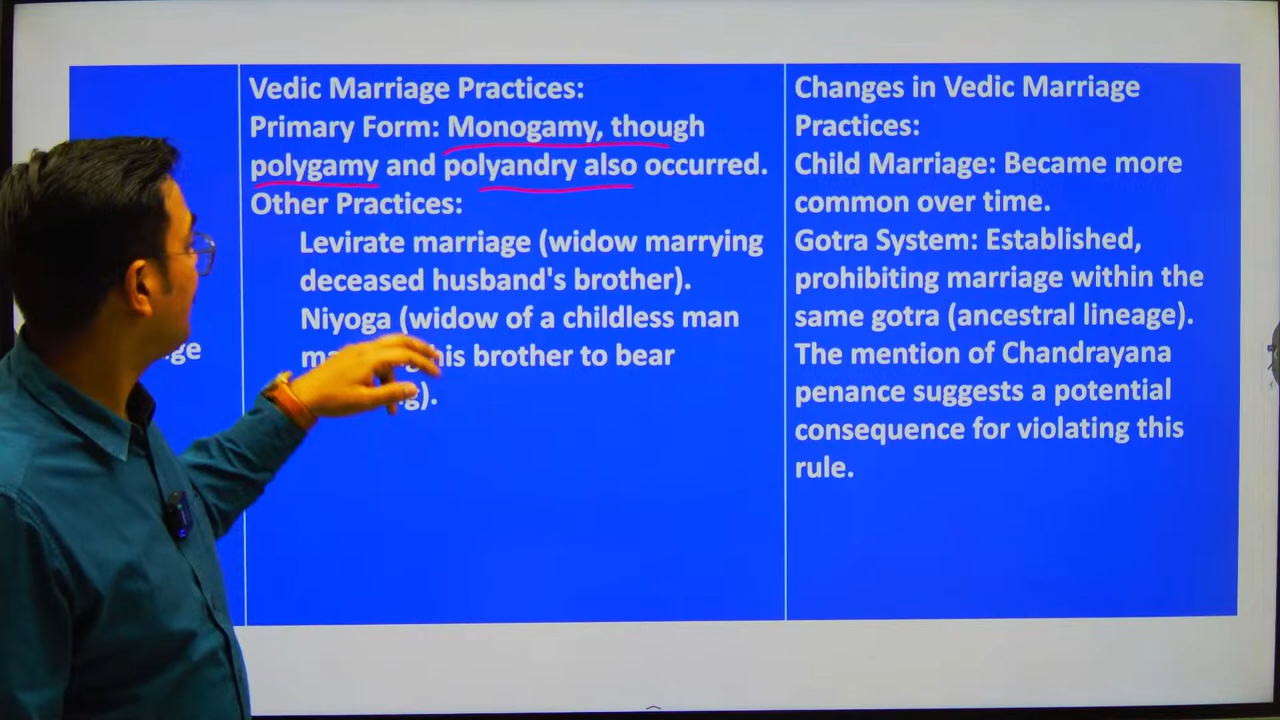 Vedic Marriage Practices:
Primary Form: Monogamy, though
polygamy and polyandry also occurred.
Other Practices:
Levirate marriage (widow marrying
deceased husband's brother).
Niyoga (widow of a childless man
his brother to bear
Changes in Vedic Marriage
Practices:
Child Marriage: Became more
common over time.
Gotra System: Established,
prohibiting marriage within the
same gotra (ancestral lineage).
The mention of Chandrayana
penance suggests a potential
consequence for violating this
rule.